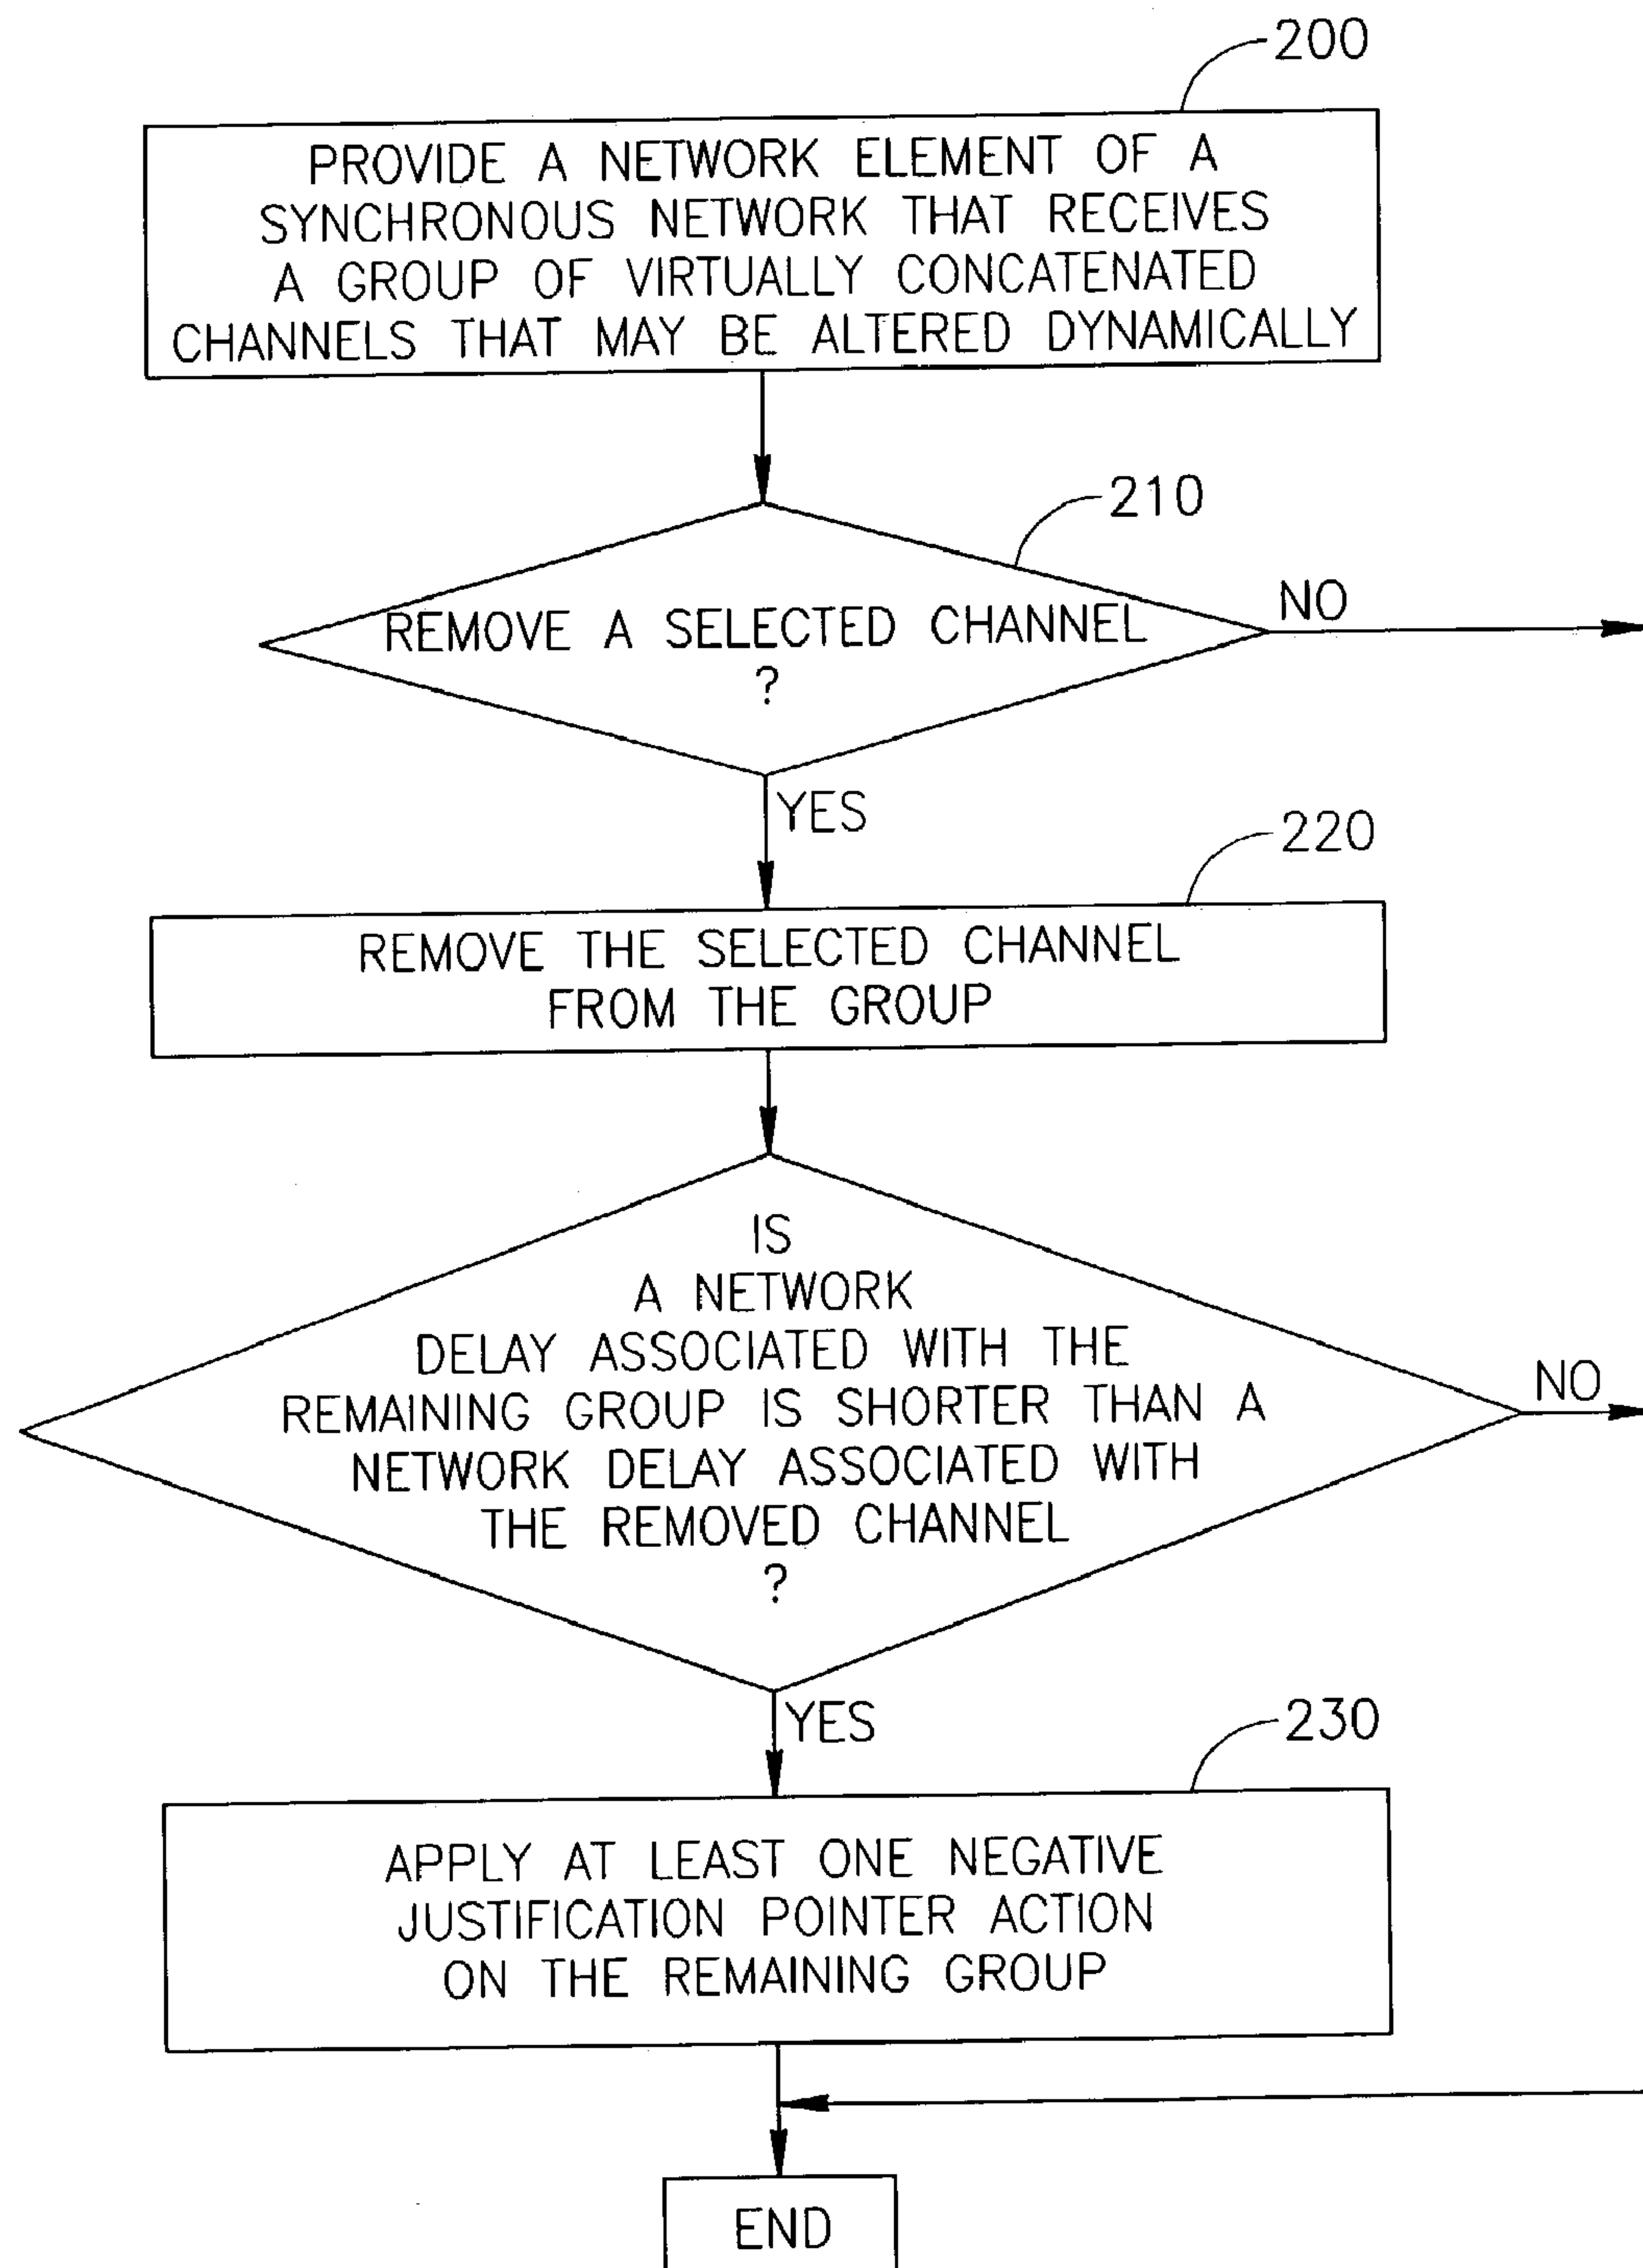 200
PROVIDE A NETWORK ELEMENT OF A
SYNCHRONOUS NETWORK THAT RECEIVES
A GROUP OF VIRTUALLY CONCATENATED
CHANNELS THAT MAY BE ALTERED DYNAMICALLY
210
REMOVE A SELECTED CHANNEL
?
NO
YES
220
REMOVE THE SELECTED CHANNEL
FROM THE GROUP
IS
A NETWORK
DELAY ASSOCIATED WITH THE
REMAINING GROUP IS SHORTER THAN A
NETWORK DELAY ASSOCIATED WITH
THE REMOVED CHANNEL
?
NO
YES
230
APPLY AT LEAST ONE NEGATIVE
JUSTIFICATION POINTER ACTION
ON THE REMAINING GROUP
END